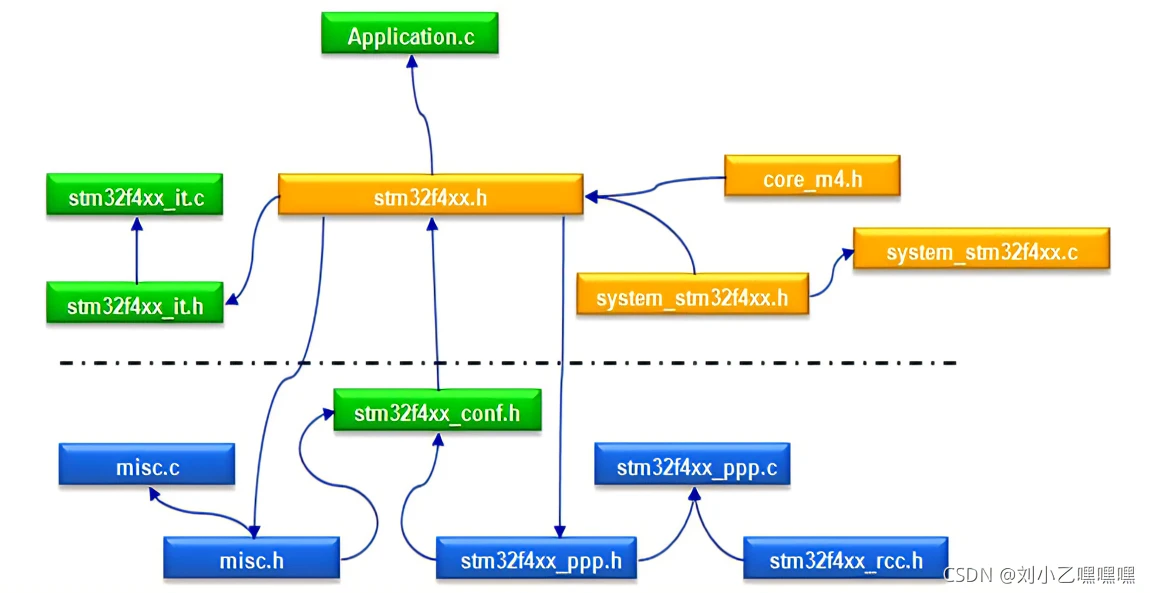 Application.c
stm32f4xx_it.c
stm32f4xx.h
core_m4.h
system_stm32f4xx.c
stm32f4xx_it.h
system_stm32f4xx.h
stm32f4xx_conf.h
misc.c
stm32f4xx_ppp.c
misc.h
stm32f4xx_ppp.h
stm32f4xx_rcc.h
CSDN @刘小乙嘿嘿嘿